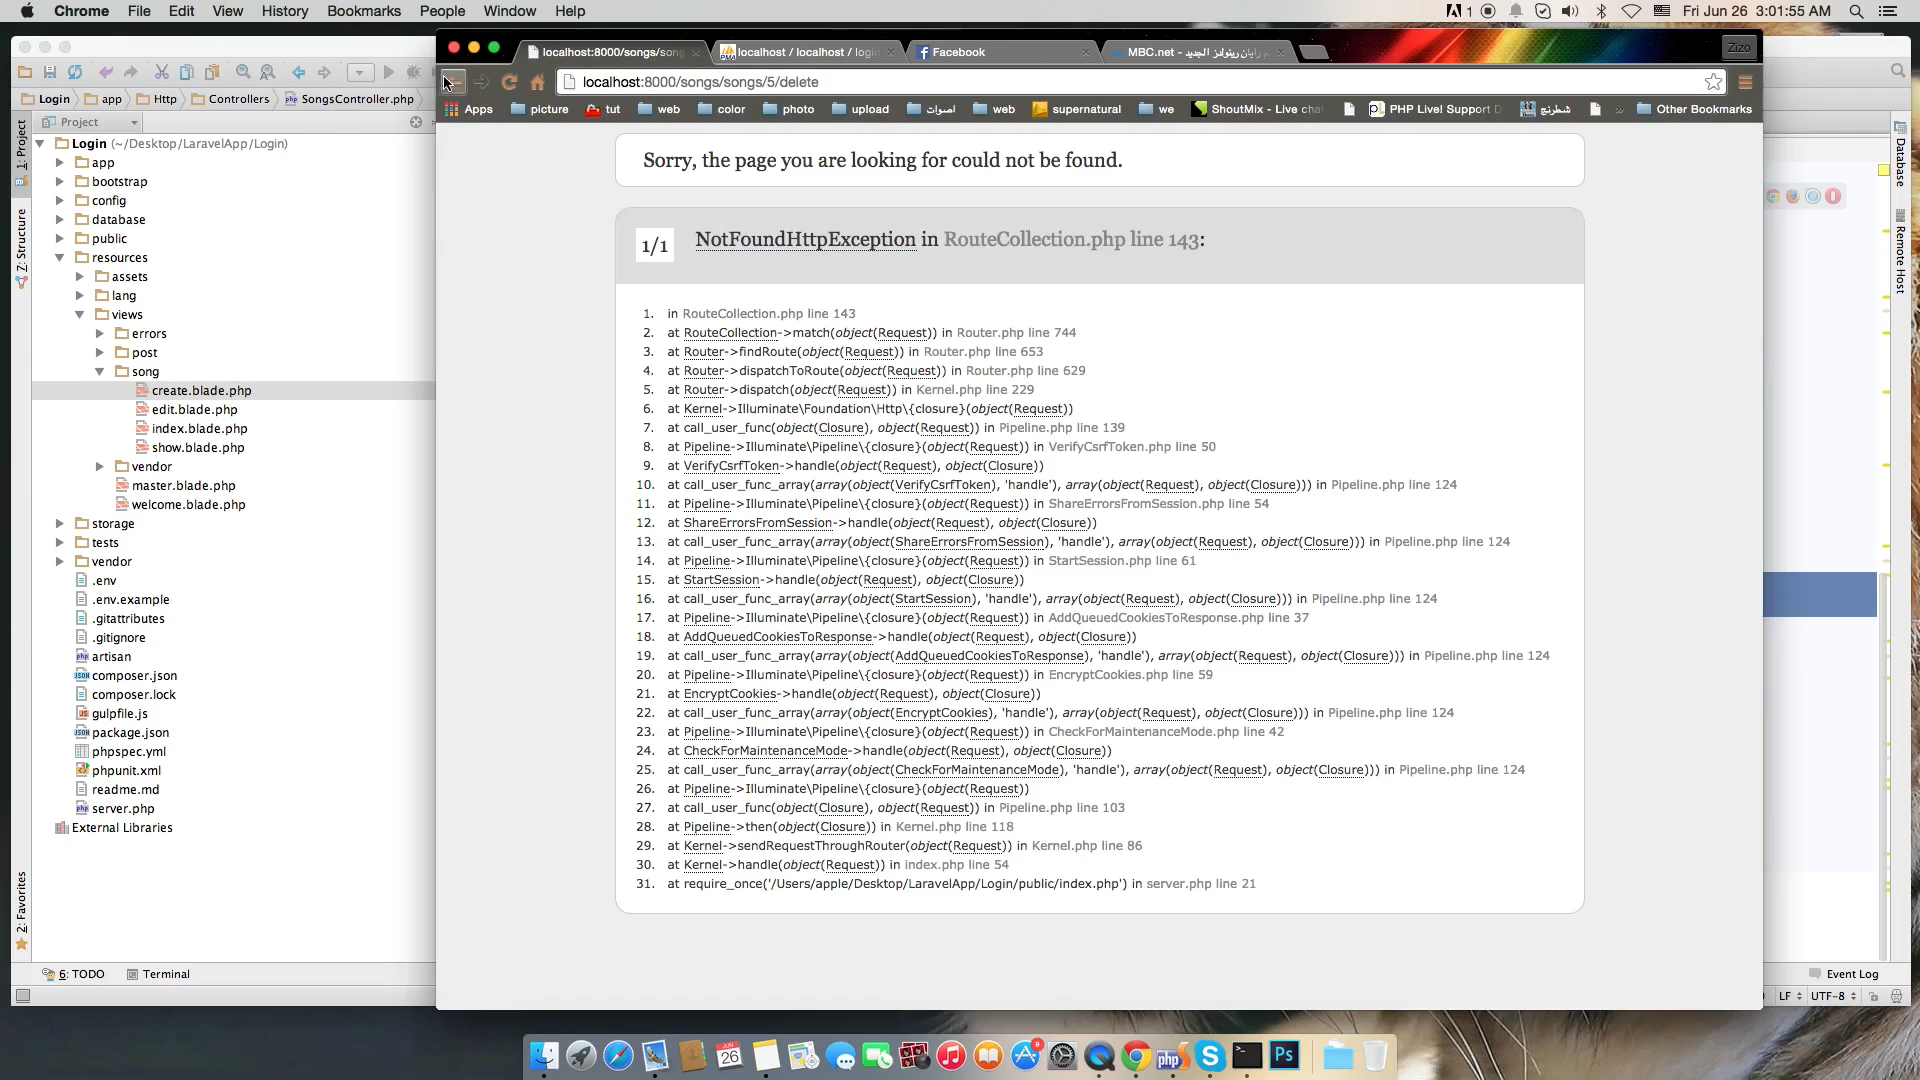 Chrome File Edit View History Bookmarks People Window Help
1 Fri Jun 26 3:01:55 AM
localhost:8000/songs/song
localhost / localhost / login
Facebook
MBC.net - رايان رينولدز الجديد
Zizo
localhost:8000/songs/songs/5/delete
Login app Http Controllers SongsController.php
Apps picture tut web color photo upload اصوات web supernatural we ShoutMix - Live cha PHP Live! Support D شطرنج » Other Bookmarks
Project
1: Project
Z: Structure
2: Favorites
Database
Remote Host
Login (~/Desktop/LaravelApp/Login)
app
bootstrap
config
database
public
resources
assets
lang
views
errors
post
song
create.blade.php
edit.blade.php
index.blade.php
show.blade.php
vendor
master.blade.php
welcome.blade.php
storage
tests
vendor
.env
.env.example
.gitattributes
.gitignore
artisan
composer.json
composer.lock
gulpfile.js
package.json
phpspec.yml
phpunit.xml
readme.md
server.php
External Libraries
Sorry, the page you are looking for could not be found.
1/1 NotFoundHttpException in RouteCollection.php line 143:
1. in RouteCollection.php line 143
2. at RouteCollection->match(object(Request)) in Router.php line 744
3. at Router->findRoute(object(Request)) in Router.php line 653
4. at Router->dispatchToRoute(object(Request)) in Router.php line 629
5. at Router->dispatch(object(Request)) in Kernel.php line 229
6. at Kernel->Illuminate\Foundation\Http\{closure}(object(Request))
7. at call_user_func(object(Closure), object(Request)) in Pipeline.php line 139
8. at Pipeline->Illuminate\Pipeline\{closure}(object(Request)) in VerifyCsrfToken.php line 50
9. at VerifyCsrfToken->handle(object(Request), object(Closure))
10. at call_user_func_array(array(object(VerifyCsrfToken), 'handle'), array(object(Request), object(Closure))) in Pipeline.php line 124
11. at Pipeline->Illuminate\Pipeline\{closure}(object(Request)) in ShareErrorsFromSession.php line 54
12. at ShareErrorsFromSession->handle(object(Request), object(Closure))
13. at call_user_func_array(array(object(ShareErrorsFromSession), 'handle'), array(object(Request), object(Closure))) in Pipeline.php line 124
14. at Pipeline->Illuminate\Pipeline\{closure}(object(Request)) in StartSession.php line 61
15. at StartSession->handle(object(Request), object(Closure))
16. at call_user_func_array(array(object(StartSession), 'handle'), array(object(Request), object(Closure))) in Pipeline.php line 124
17. at Pipeline->Illuminate\Pipeline\{closure}(object(Request)) in AddQueuedCookiesToResponse.php line 37
18. at AddQueuedCookiesToResponse->handle(object(Request), object(Closure))
19. at call_user_func_array(array(object(AddQueuedCookiesToResponse), 'handle'), array(object(Request), object(Closure))) in Pipeline.php line 124
20. at Pipeline->Illuminate\Pipeline\{closure}(object(Request)) in EncryptCookies.php line 59
21. at EncryptCookies->handle(object(Request), object(Closure))
22. at call_user_func_array(array(object(EncryptCookies), 'handle'), array(object(Request), object(Closure))) in Pipeline.php line 124
23. at Pipeline->Illuminate\Pipeline\{closure}(object(Request)) in CheckForMaintenanceMode.php line 42
24. at CheckForMaintenanceMode->handle(object(Request), object(Closure))
25. at call_user_func_array(array(object(CheckForMaintenanceMode), 'handle'), array(object(Request), object(Closure))) in Pipeline.php line 124
26. at Pipeline->Illuminate\Pipeline\{closure}(object(Request))
27. at call_user_func(object(Closure), object(Request)) in Pipeline.php line 103
28. at Pipeline->then(object(Closure)) in Kernel.php line 118
29. at Kernel->sendRequestThroughRouter(object(Request)) in Kernel.php line 86
30. at Kernel->handle(object(Request)) in index.php line 54
31. at require_once('/Users/apple/Desktop/LaravelApp/Login/public/index.php') in server.php line 21
6: TODO Terminal Event Log
LF UTF-8
JUN 26
9
php
Ps